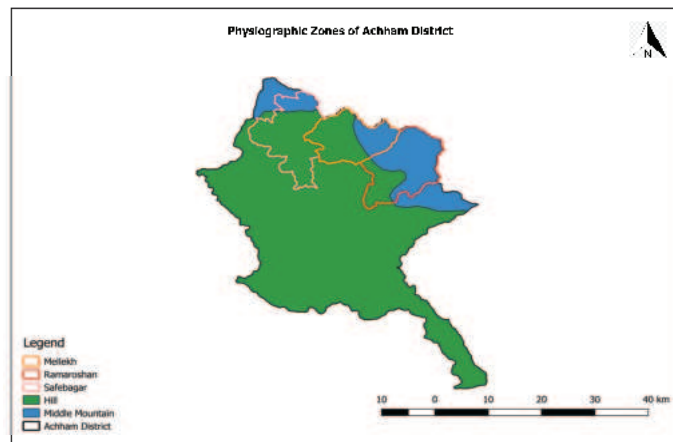 Physiographic Zones of Achham District
N
Legend
Mellekh
Ramaroshan
Safebagar
Hill
Middle Mountain
Achham District
10 0 10 20 30 40 km